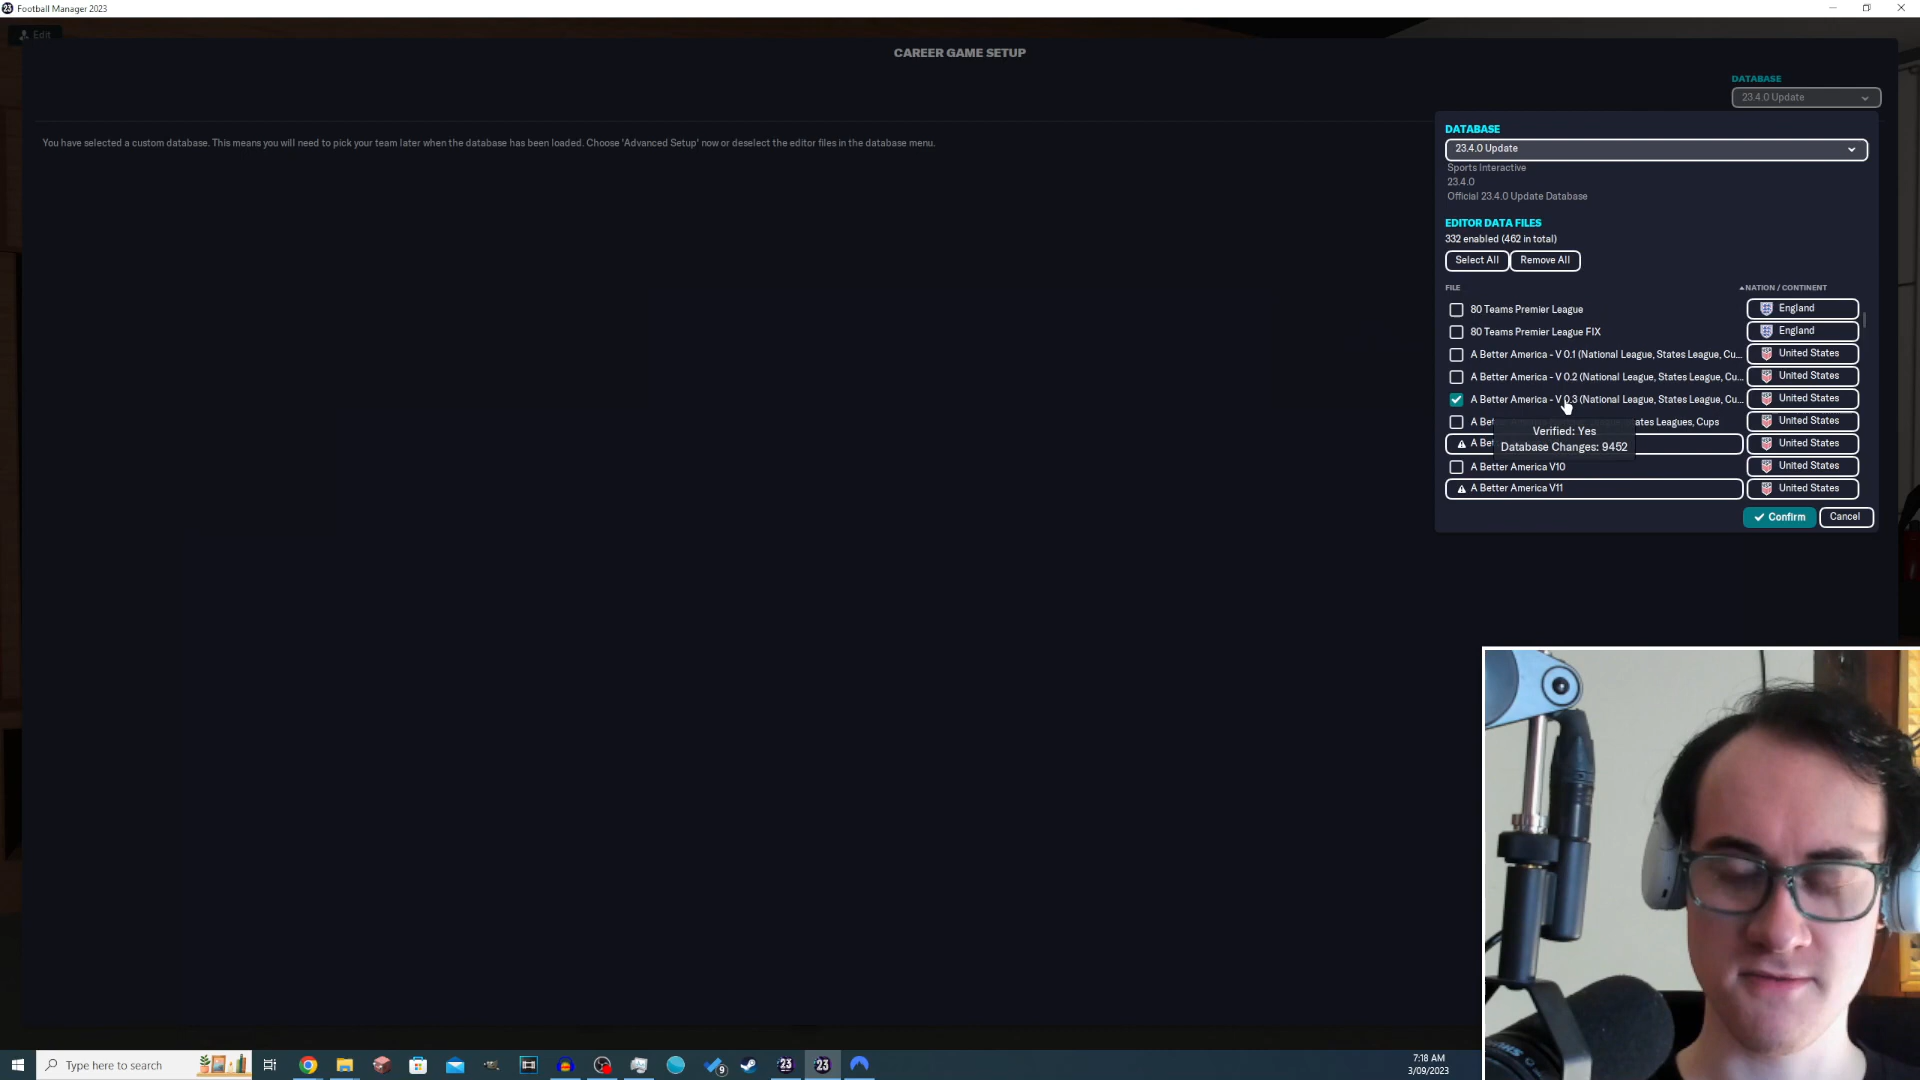 23 Football Manager 2023
Edit
CAREER GAME SETUP
DATABASE
23.4.0 Update
You have selected a custom database. This means you will need to pick your team later when the database has been loaded. Choose 'Advanced Setup' now or deselect the editor files in the database menu.
DATABASE
23.4.0 Update
Sports Interactive
23.4.0
Official 23.4.0 Update Database
EDITOR DATA FILES
332 enabled (462 in total)
Select All Remove All
FILE NATION / CONTINENT
80 Teams Premier League England
80 Teams Premier League FIX England
A Better America - V 0.1 (National League, States League, Cu... United States
A Better America - V 0.2 (National League, States League, Cu... United States
A Better America - V 0.3 (National League, States League, Cu... United States
A Be ates Leagues, Cups United States
Verified: Yes
A Bet United States
Database Changes: 9452
A Better America V10 United States
A Better America V11 United States
Confirm Cancel
Type here to search
9
23
23
7:18 AM
3/09/2023